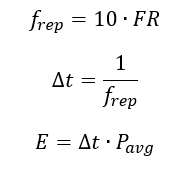 f_rep = 10 · FR
Δt = 1/f_rep
E = Δt · P_avg